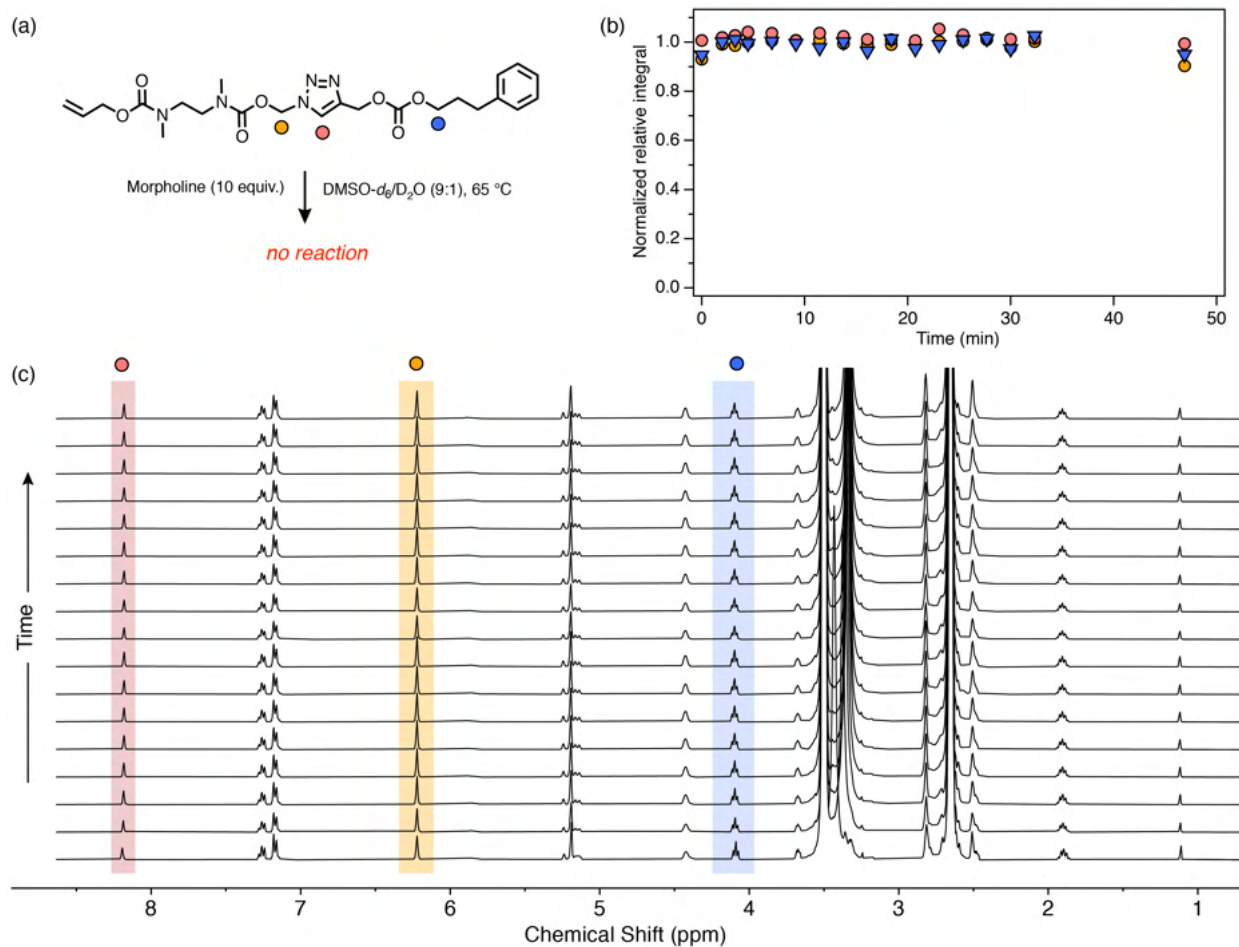 (a)
O
O
N
N
O
O
N
N=N
O
O
O
Morpholine (10 equiv.)
DMSO-d6/D2O (9:1), 65 °C
no reaction
(b)
Normalized relative integral
1.0
0.8
0.6
0.4
0.2
0.0
0
10
20
30
40
50
Time (min)
(c)
Time
8
7
6
5
4
3
2
1
Chemical Shift (ppm)